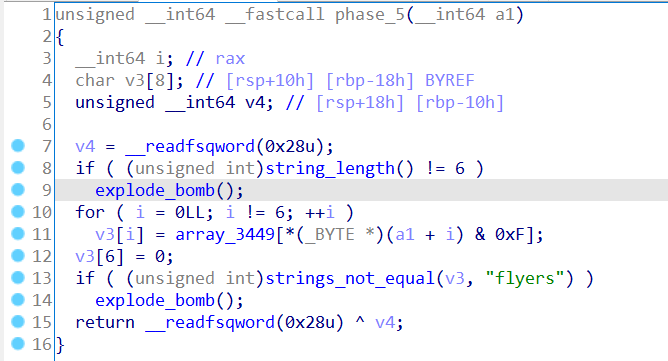 1 unsigned __int64 __fastcall phase_5(__int64 a1)
2 {
3 __int64 i; // rax
4 char v3[8]; // [rsp+10h] [rbp-18h] BYREF
5 unsigned __int64 v4; // [rsp+18h] [rbp-10h]
6
7 v4 = __readfsqword(0x28u);
8 if ( (unsigned int)string_length() != 6 )
9 explode_bomb();
10 for ( i = 0LL; i != 6; ++i )
11 v3[i] = array_3449[*(_BYTE *)(a1 + i) & 0xF];
12 v3[6] = 0;
13 if ( (unsigned int)strings_not_equal(v3, "flyers") )
14 explode_bomb();
15 return __readfsqword(0x28u) ^ v4;
16 }